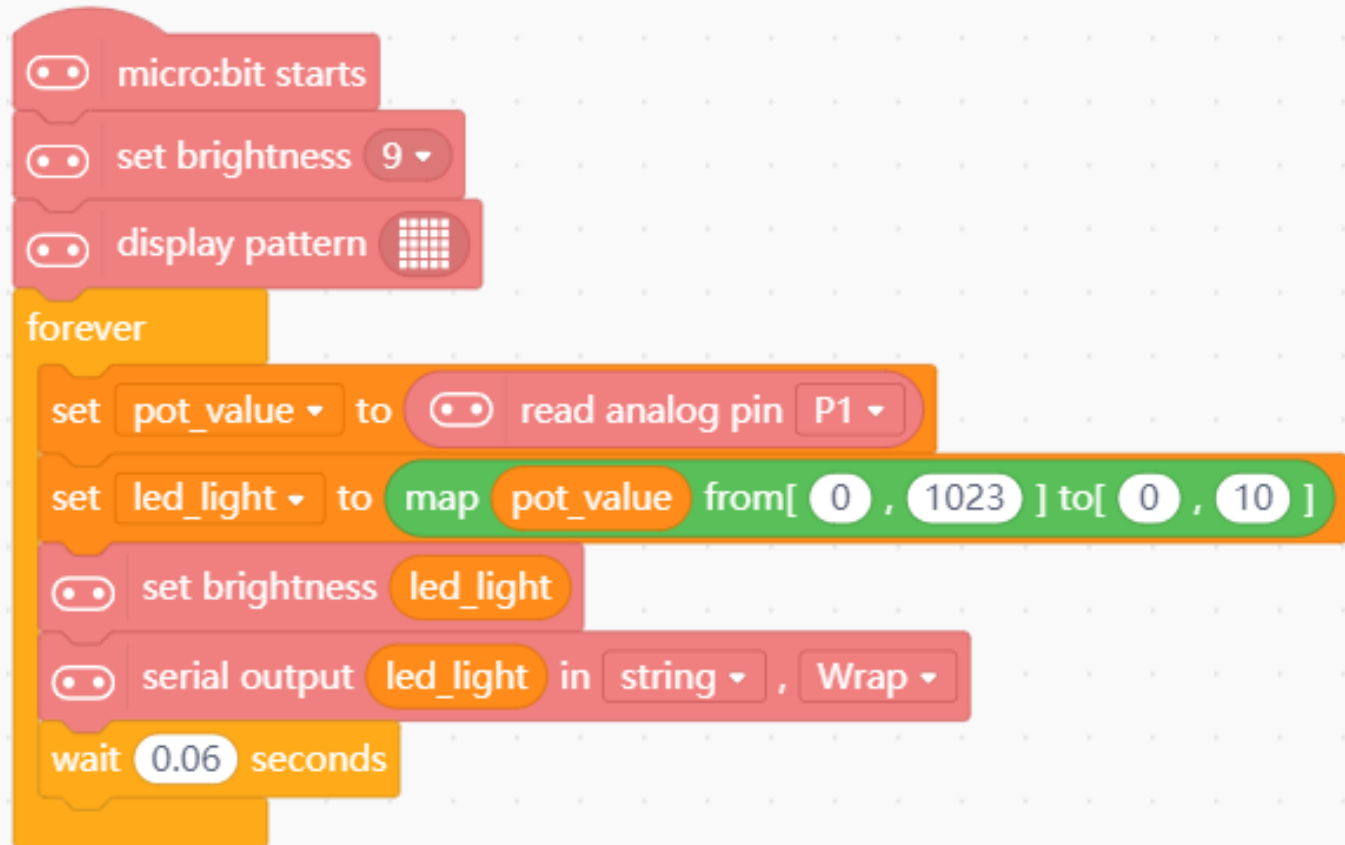 micro:bit starts
set brightness 9
display pattern
forever
set pot_value to read analog pin P1
set led_light to map pot_value from[ 0 , 1023 ] to[ 0 , 10 ]
set brightness led_light
serial output led_light in string , Wrap
wait 0.06 seconds